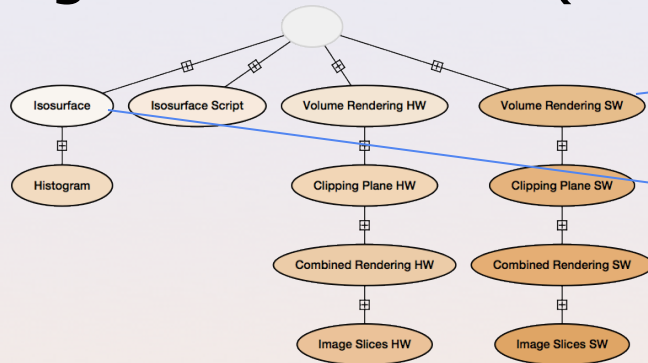 Isosurface
Isosurface Script
Volume Rendering HW
Volume Rendering SW
Histogram
Clipping Plane HW
Clipping Plane SW
Combined Rendering HW
Combined Rendering SW
Image Slices HW
Image Slices SW